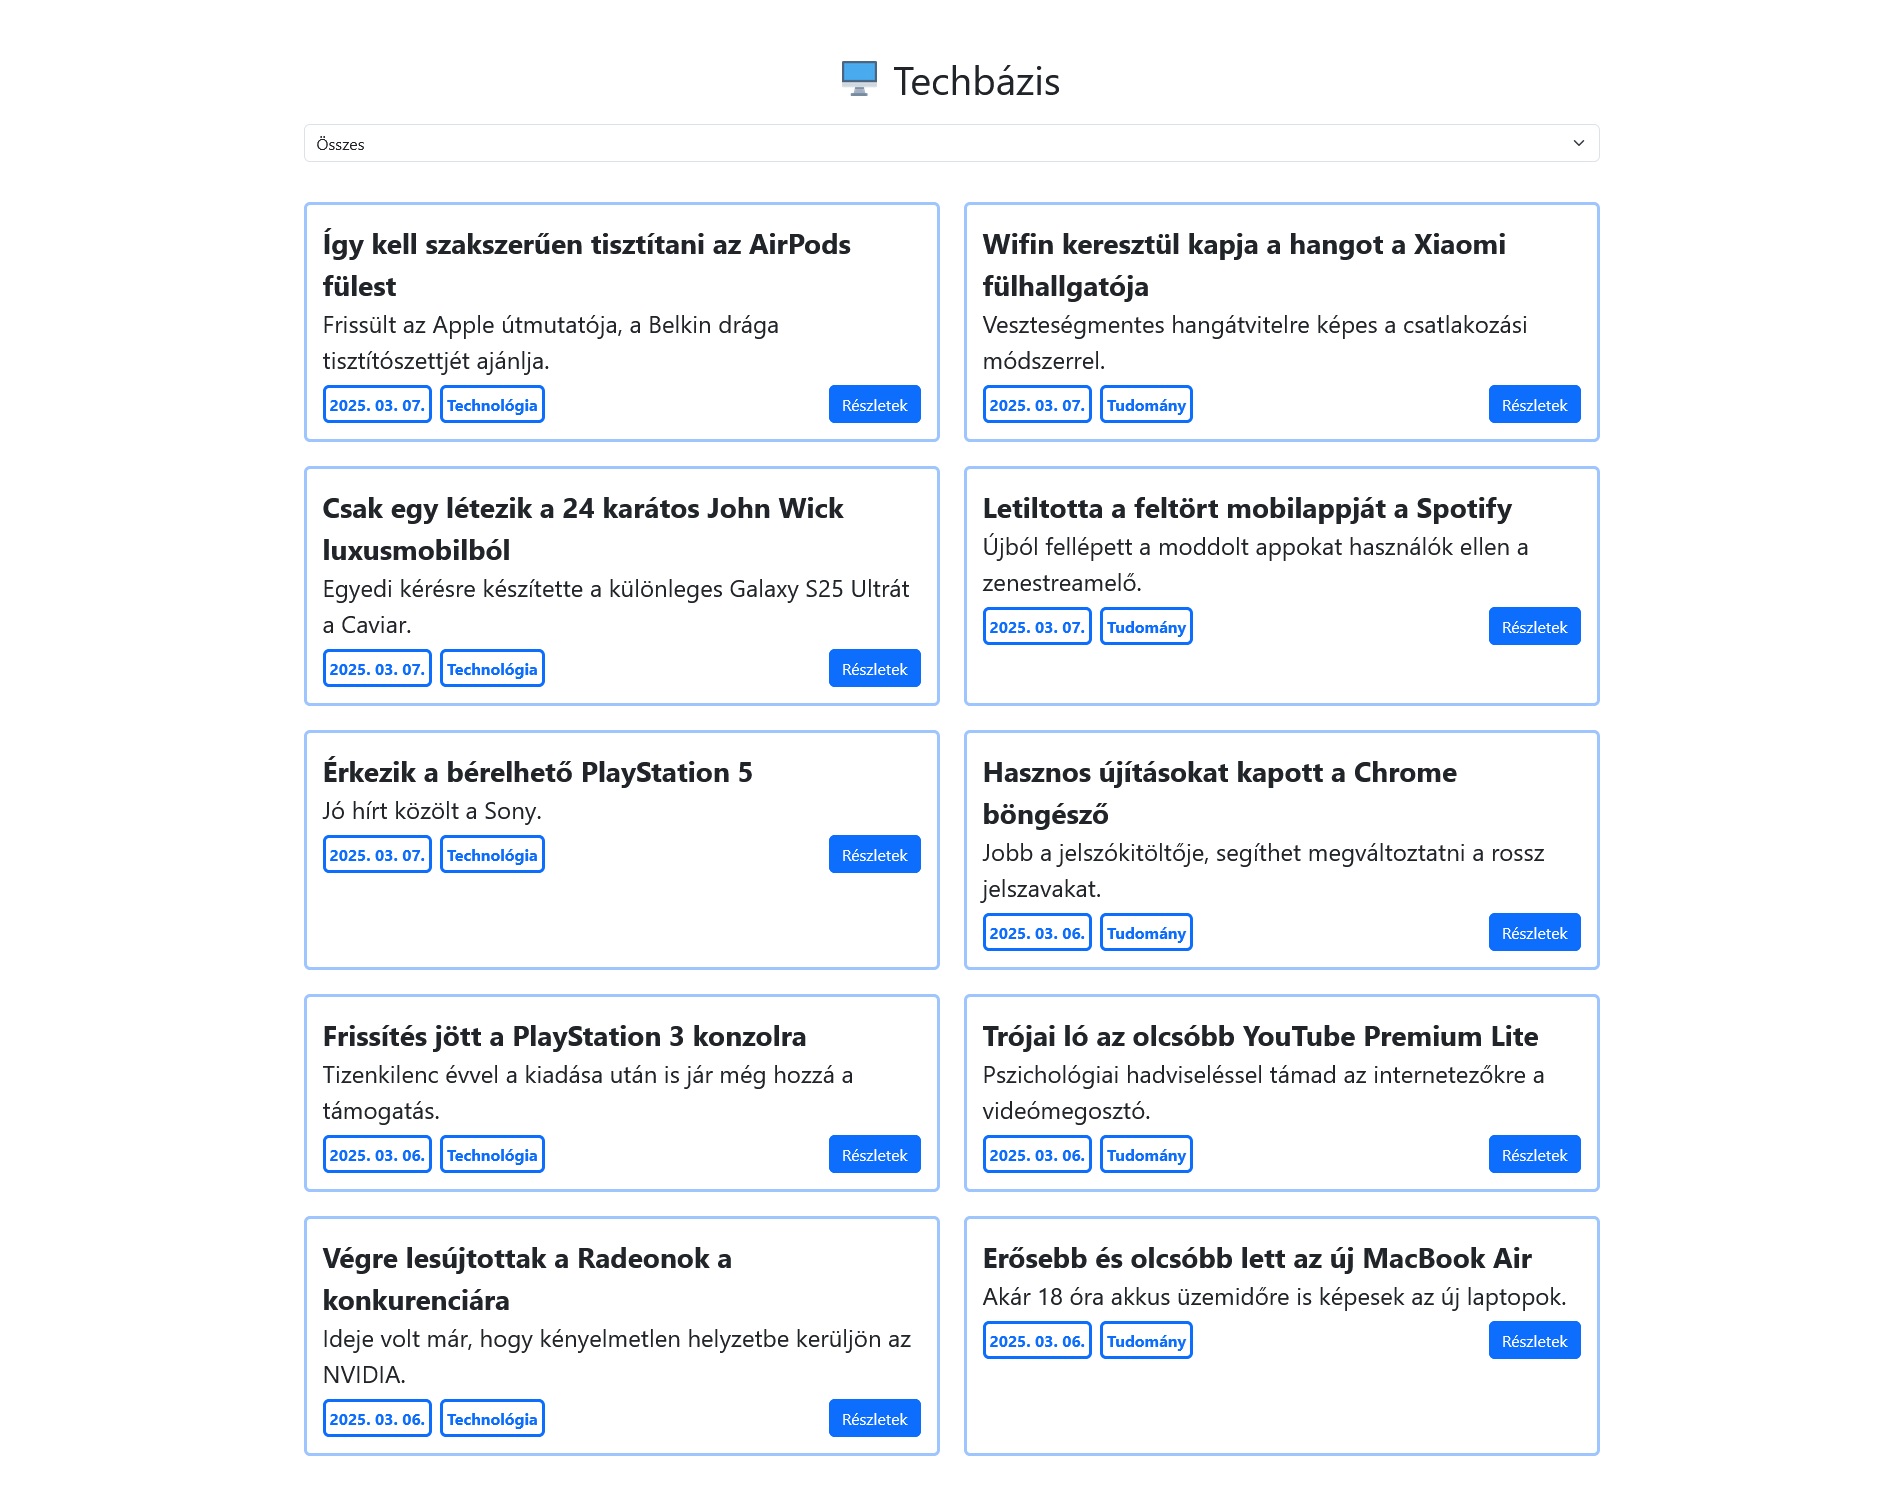 Techbázis
Összes
Így kell szakszerűen tisztítani az AirPods
fülest
Frissült az Apple útmutatója, a Belkin drága
tisztítószettjét ajánlja.
2025. 03. 07. Technológia Részletek
Wifin keresztül kapja a hangot a Xiaomi
fülhallgatója
Veszteségmentes hangátvitelre képes a csatlakozási
módszerrel.
2025. 03. 07. Tudomány Részletek
Csak egy létezik a 24 karátos John Wick
luxusmobilból
Egyedi kérésre készítette a különleges Galaxy S25 Ultrát
a Caviar.
2025. 03. 07. Technológia Részletek
Letiltotta a feltört mobilappját a Spotify
Újból fellépett a moddolt appokat használók ellen a
zenestreamelő.
2025. 03. 07. Tudomány Részletek
Érkezik a bérelhető PlayStation 5
Jó hírt közölt a Sony.
2025. 03. 07. Technológia Részletek
Hasznos újításokat kapott a Chrome
böngésző
Jobb a jelszókitöltője, segíthet megváltoztatni a rossz
jelszavakat.
2025. 03. 06. Tudomány Részletek
Frissítés jött a PlayStation 3 konzolra
Tizenkilenc évvel a kiadása után is jár még hozzá a
támogatás.
2025. 03. 06. Technológia Részletek
Trójai ló az olcsóbb YouTube Premium Lite
Pszichológiai hadviseléssel támad az internetezőkre a
videómegosztó.
2025. 03. 06. Tudomány Részletek
Végre lesújtottak a Radeonok a
konkurenciára
Ideje volt már, hogy kényelmetlen helyzetbe kerüljön az
NVIDIA.
2025. 03. 06. Technológia Részletek
Erősebb és olcsóbb lett az új MacBook Air
Akár 18 óra akkus üzemidőre is képesek az új laptopok.
2025. 03. 06. Tudomány Részletek